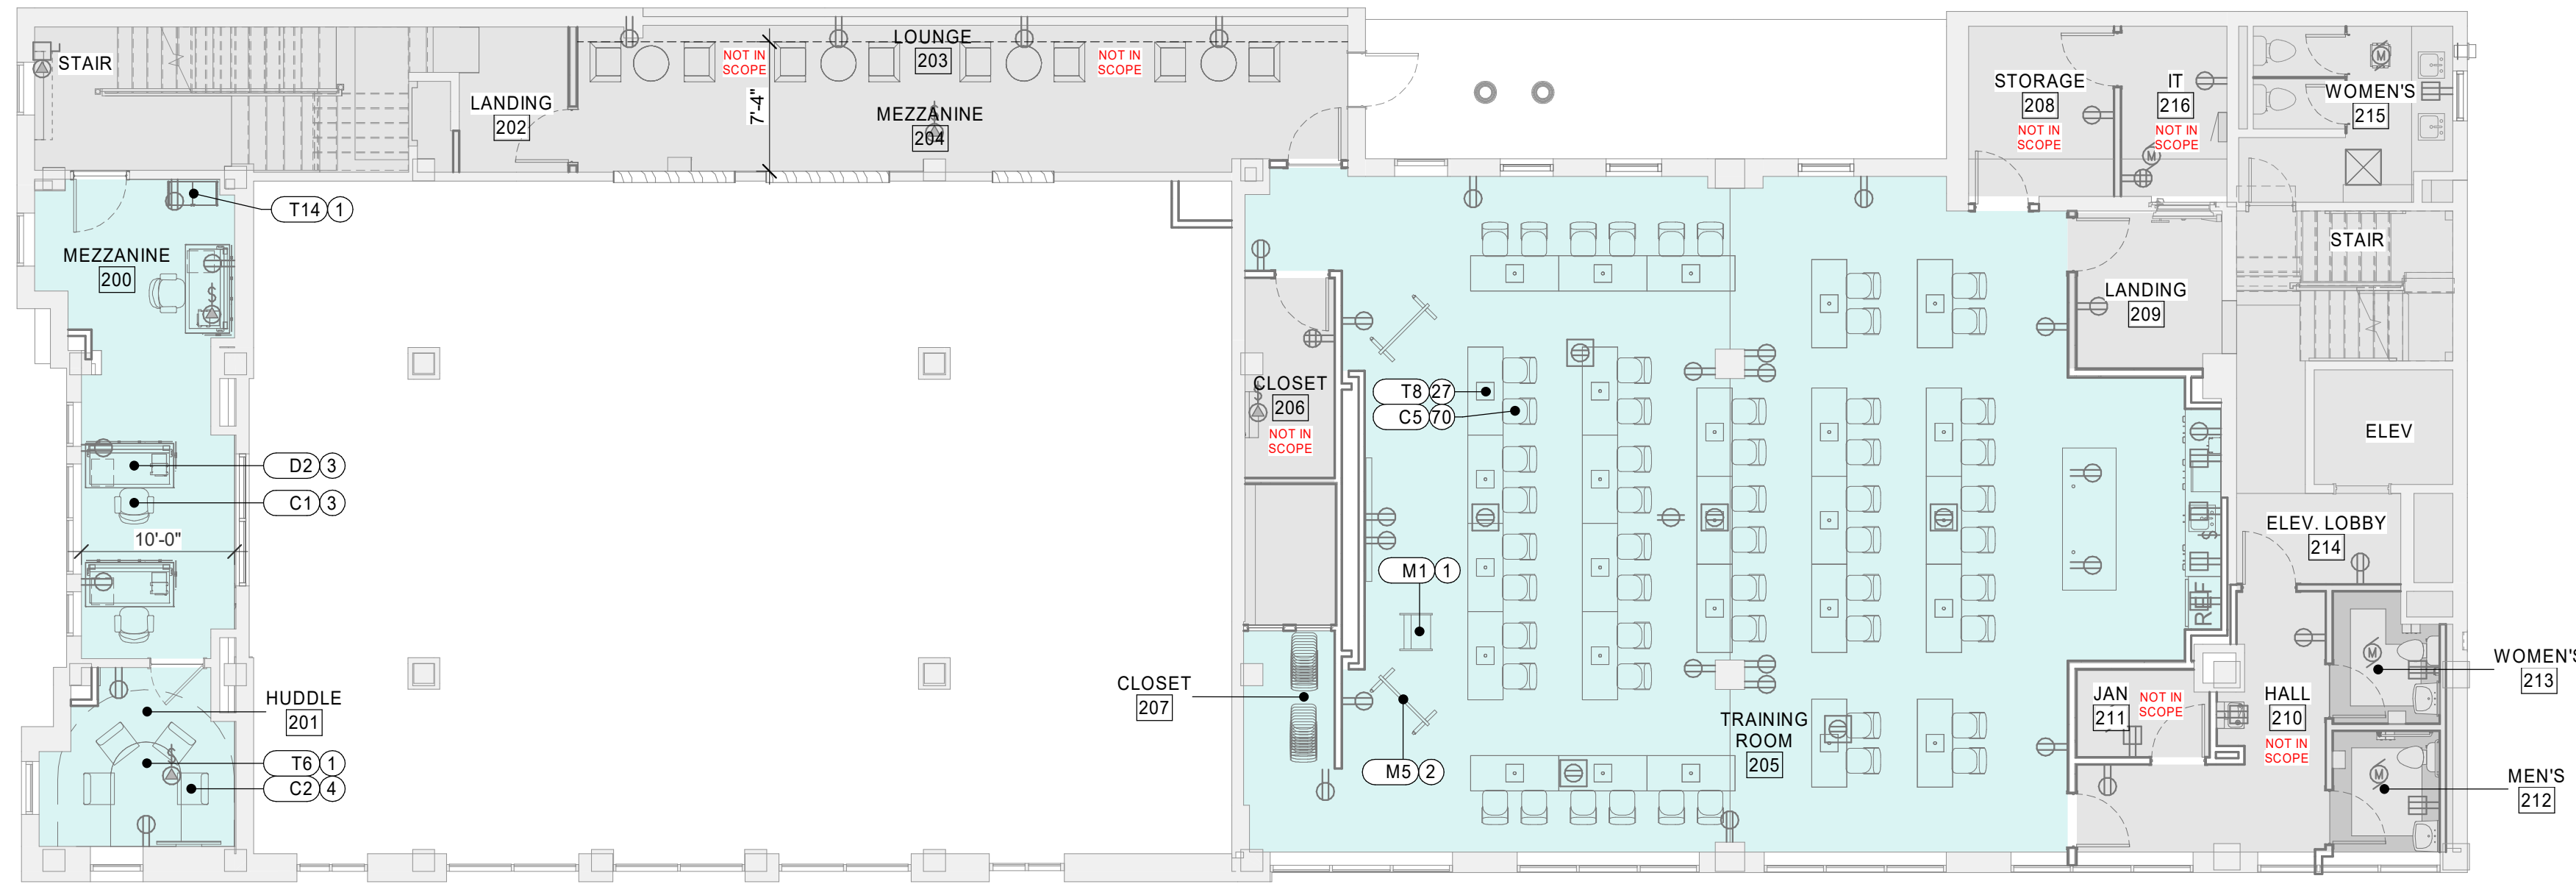 STAIR
LOUNGE
203
NOT IN
SCOPE
NOT IN
SCOPE
7'-4"
LANDING
202
MEZZANINE
204
STORAGE
208
NOT IN
SCOPE
IT
216
NOT IN
SCOPE
M
M
WOMEN'S
215
T14 1
MEZZANINE
200
S
STAIR
LANDING
209
CLOSET
206
NOT IN
SCOPE
S
T8 27
C5 70
ELEV
D2 3
C1 3
10'-0"
ELEV. LOBBY
214
S
M1 1
REF
HUDDLE
201
CLOSET
207
M5 2
TRAINING
ROOM
205
JAN
211
NOT IN
SCOPE
HALL
210
NOT IN
SCOPE
M
WOMEN'S
213
T6 1
C2 4
S
M
MEN'S
212